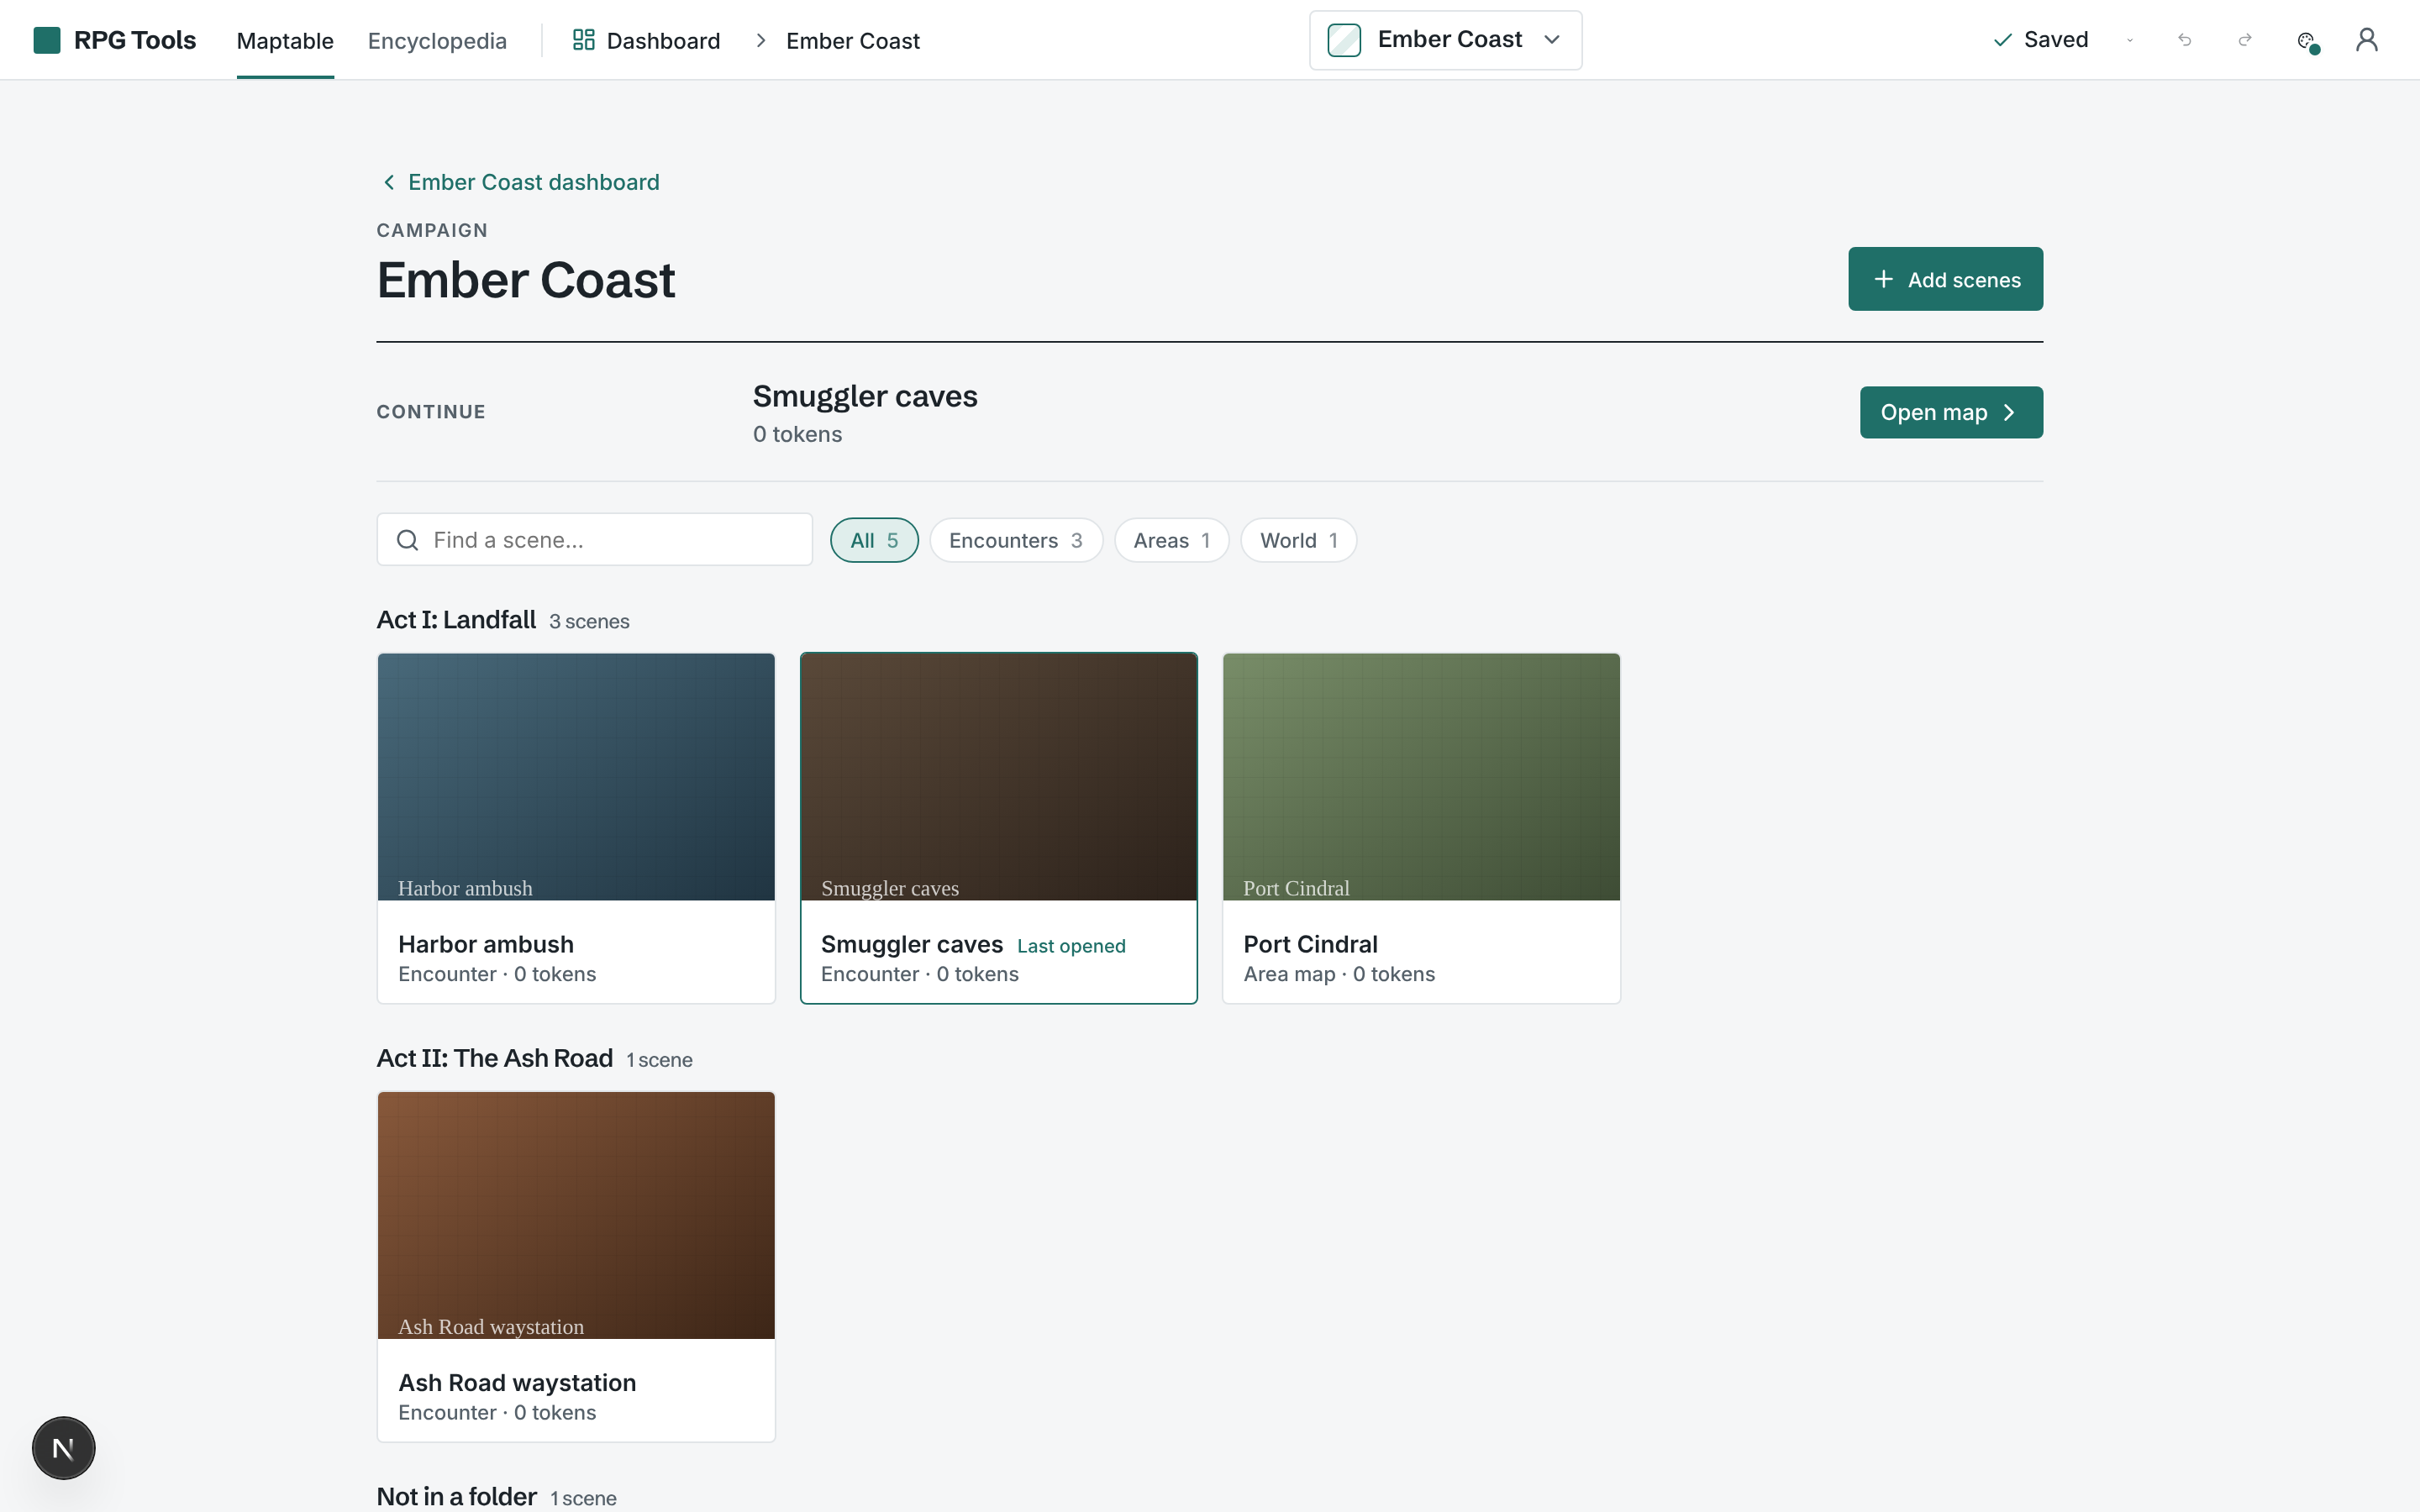 RPG Tools Maptable Encyclopedia Dashboard Ember Coast Ember Coast Saved
Ember Coast dashboard
CAMPAIGN
Ember Coast
Add scenes
CONTINUE
Smuggler caves
0 tokens
Open map
Find a scene...
All 5
Encounters 3
Areas 1
World 1
Act I: Landfall 3 scenes
Harbor ambush
Harbor ambush
Encounter · 0 tokens
Smuggler caves
Smuggler caves Last opened
Encounter · 0 tokens
Port Cindral
Port Cindral
Area map · 0 tokens
Act II: The Ash Road 1 scene
Ash Road waystation
Ash Road waystation
Encounter · 0 tokens
N
Not in a folder 1 scene